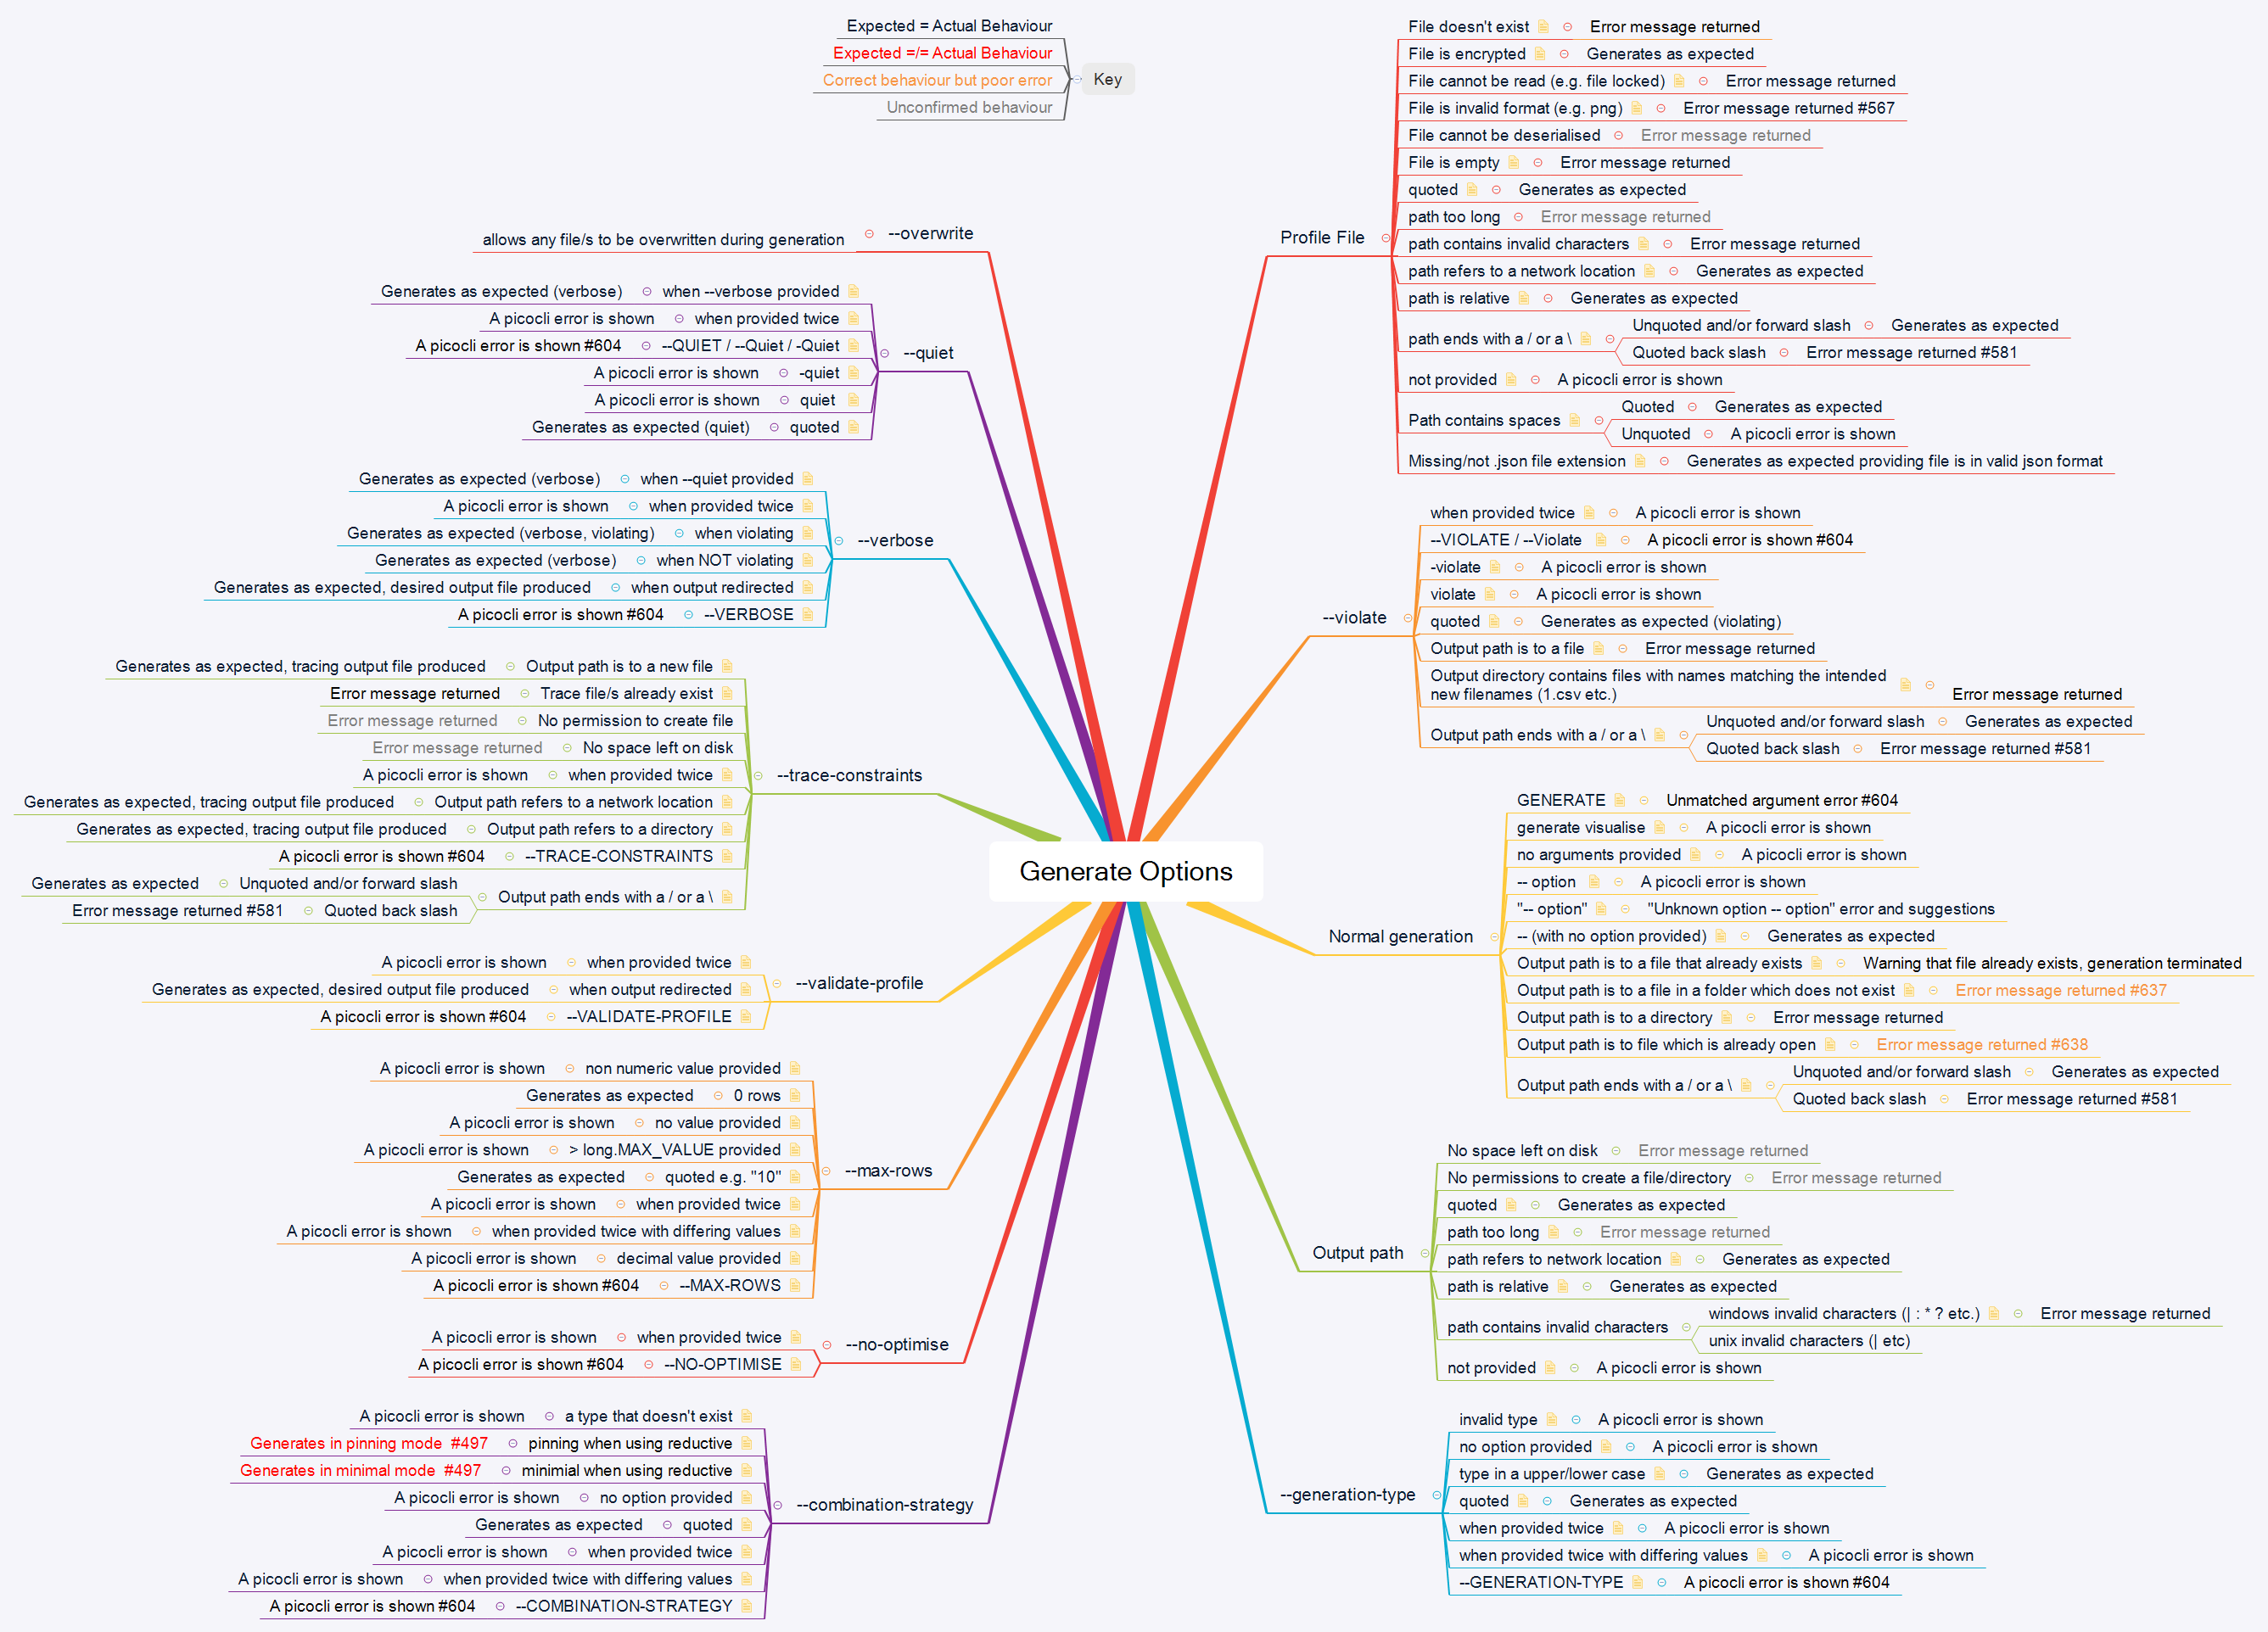 Expected = Actual Behaviour
Expected =/= Actual Behaviour
Correct behaviour but poor error
Unconfirmed behaviour
Key
Generate Options
--overwrite
allows any file/s to be overwritten during generation
--quiet
Generates as expected (verbose) when --verbose provided
A picocli error is shown when provided twice
A picocli error is shown #604 --QUIET / --Quiet / -Quiet
A picocli error is shown -quiet
A picocli error is shown quiet
Generates as expected (quiet) quoted
--verbose
Generates as expected (verbose) when --quiet provided
A picocli error is shown when provided twice
Generates as expected (verbose, violating) when violating
Generates as expected (verbose) when NOT violating
Generates as expected, desired output file produced when output redirected
A picocli error is shown #604 --VERBOSE
--trace-constraints
Generates as expected, tracing output file produced Output path is to a new file
Error message returned Trace file/s already exist
Error message returned No permission to create file
Error message returned No space left on disk
A picocli error is shown when provided twice
Generates as expected, tracing output file produced Output path refers to a network location
Generates as expected, tracing output file produced Output path refers to a directory
A picocli error is shown #604 --TRACE-CONSTRAINTS
Output path ends with a / or a \
Generates as expected Unquoted and/or forward slash
Error message returned #581 Quoted back slash
--validate-profile
A picocli error is shown when provided twice
Generates as expected, desired output file produced when output redirected
A picocli error is shown #604 --VALIDATE-PROFILE
--max-rows
A picocli error is shown non numeric value provided
Generates as expected 0 rows
A picocli error is shown no value provided
A picocli error is shown > long.MAX_VALUE provided
Generates as expected quoted e.g. "10"
A picocli error is shown when provided twice
A picocli error is shown when provided twice with differing values
A picocli error is shown decimal value provided
A picocli error is shown #604 --MAX-ROWS
--no-optimise
A picocli error is shown when provided twice
A picocli error is shown #604 --NO-OPTIMISE
--combination-strategy
A picocli error is shown a type that doesn't exist
Generates in pinning mode #497 pinning when using reductive
Generates in minimal mode #497 minimial when using reductive
A picocli error is shown no option provided
Generates as expected quoted
A picocli error is shown when provided twice
A picocli error is shown when provided twice with differing values
A picocli error is shown #604 --COMBINATION-STRATEGY
Profile File
File doesn't exist Error message returned
File is encrypted Generates as expected
File cannot be read (e.g. file locked) Error message returned
File is invalid format (e.g. png) Error message returned #567
File cannot be deserialised Error message returned
File is empty Error message returned
quoted Generates as expected
path too long Error message returned
path contains invalid characters Error message returned
path refers to a network location Generates as expected
path is relative Generates as expected
path ends with a / or a \
Unquoted and/or forward slash Generates as expected
Quoted back slash Error message returned #581
not provided A picocli error is shown
Path contains spaces
Quoted Generates as expected
Unquoted A picocli error is shown
Missing/not .json file extension Generates as expected providing file is in valid json format
--violate
when provided twice A picocli error is shown
--VIOLATE / --Violate A picocli error is shown #604
-violate A picocli error is shown
violate A picocli error is shown
quoted Generates as expected (violating)
Output path is to a file Error message returned
Output directory contains files with names matching the intended
new filenames (1.csv etc.) Error message returned
Output path ends with a / or a \
Unquoted and/or forward slash Generates as expected
Quoted back slash Error message returned #581
Normal generation
GENERATE Unmatched argument error #604
generate visualise A picocli error is shown
no arguments provided A picocli error is shown
-- option A picocli error is shown
"-- option" "Unknown option -- option" error and suggestions
-- (with no option provided) Generates as expected
Output path is to a file that already exists Warning that file already exists, generation terminated
Output path is to a file in a folder which does not exist Error message returned #637
Output path is to a directory Error message returned
Output path is to file which is already open Error message returned #638
Output path ends with a / or a \
Unquoted and/or forward slash Generates as expected
Quoted back slash Error message returned #581
Output path
No space left on disk Error message returned
No permissions to create a file/directory Error message returned
quoted Generates as expected
path too long Error message returned
path refers to network location Generates as expected
path is relative Generates as expected
path contains invalid characters
windows invalid characters (| : * ? etc.) Error message returned
unix invalid characters (| etc)
not provided A picocli error is shown
--generation-type
invalid type A picocli error is shown
no option provided A picocli error is shown
type in a upper/lower case Generates as expected
quoted Generates as expected
when provided twice A picocli error is shown
when provided twice with differing values A picocli error is shown
--GENERATION-TYPE A picocli error is shown #604